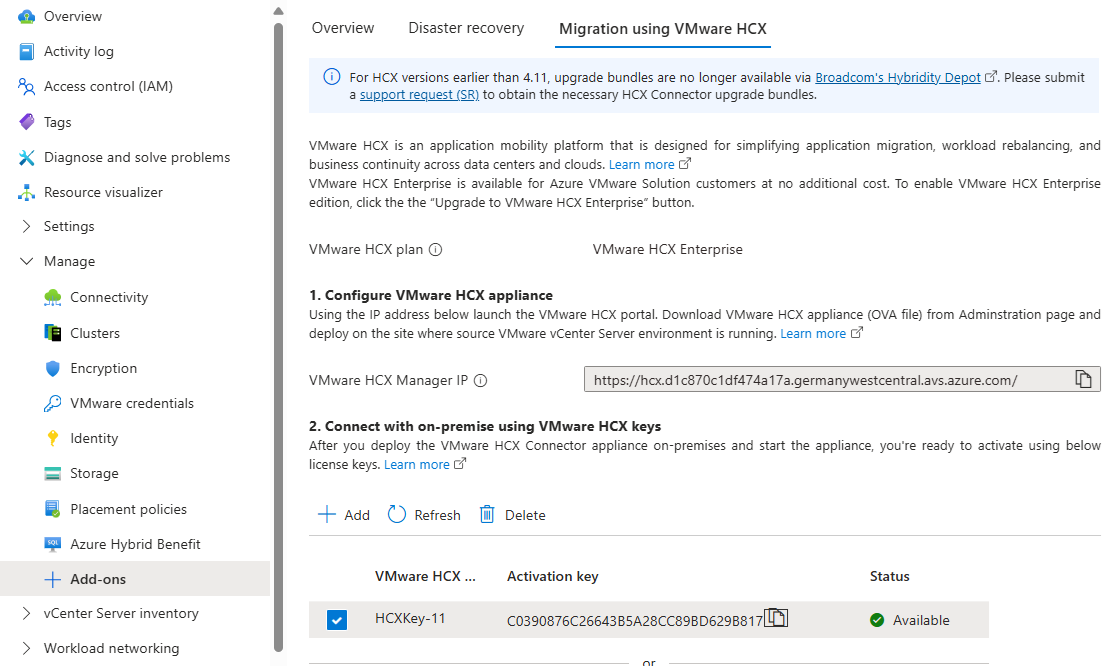 Overview
Activity log
Access control (IAM)
Tags
Diagnose and solve problems
Resource visualizer
Settings
Manage
Connectivity
Clusters
Encryption
VMware credentials
Identity
Storage
Placement policies
SQL
Azure Hybrid Benefit
Add-ons
vCenter Server inventory
Workload networking
Overview Disaster recovery Migration using VMware HCX
For HCX versions earlier than 4.11, upgrade bundles are no longer available via Broadcom's Hybridity Depot. Please submit
a support request (SR) to obtain the necessary HCX Connector upgrade bundles.
VMware HCX is an application mobility platform that is designed for simplifying application migration, workload rebalancing, and
business continuity across data centers and clouds. Learn more
VMware HCX Enterprise is available for Azure VMware Solution customers at no additional cost. To enable VMware HCX Enterprise
edition, click the the “Upgrade to VMware HCX Enterprise” button.
VMware HCX plan VMware HCX Enterprise
1. Configure VMware HCX appliance
Using the IP address below launch the VMware HCX portal. Download VMware HCX appliance (OVA file) from Adminstration page and
deploy on the site where source VMware vCenter Server environment is running. Learn more
VMware HCX Manager IP https://hcx.d1c870c1df474a17a.germanywestcentral.avs.azure.com/
2. Connect with on-premise using VMware HCX keys
After you deploy the VMware HCX Connector appliance on-premises and start the appliance, you're ready to activate using below
license keys. Learn more
Add Refresh Delete
VMware HCX ... Activation key Status
HCXKey-11 C0390876C26643B5A28CC89BD629B817 Available
or